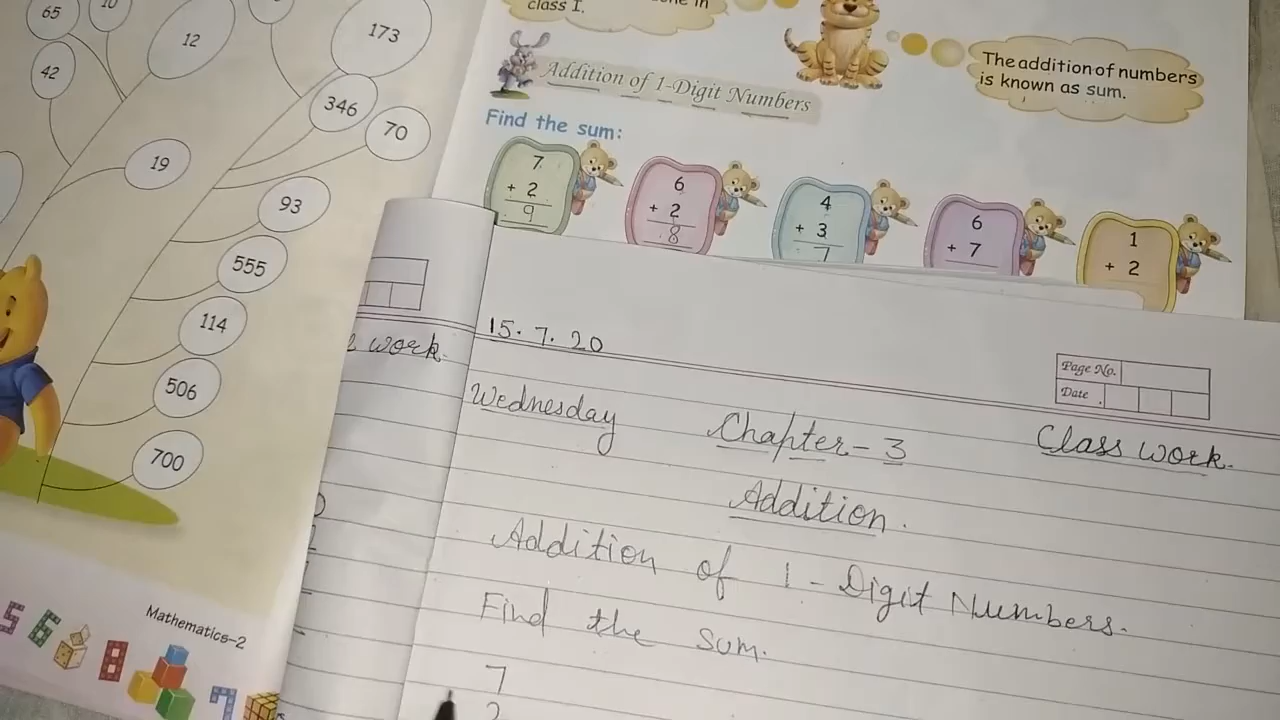 65
10
12
173
42
346
70
19
93
555
114
506
700
Mathematics-2
class I.
The addition of numbers
is known as sum.
Addition of 1-Digit Numbers
Find the sum:
7
+ 2
9
6
+ 2
8
4
+ 3
7
6
+ 7
1
+ 2
work.
15.7.20
Page No.
Date
Wednesday Chapter-3 Class work.
Addition.
Addition of 1-Digit Numbers.
Find the sum.
7
2